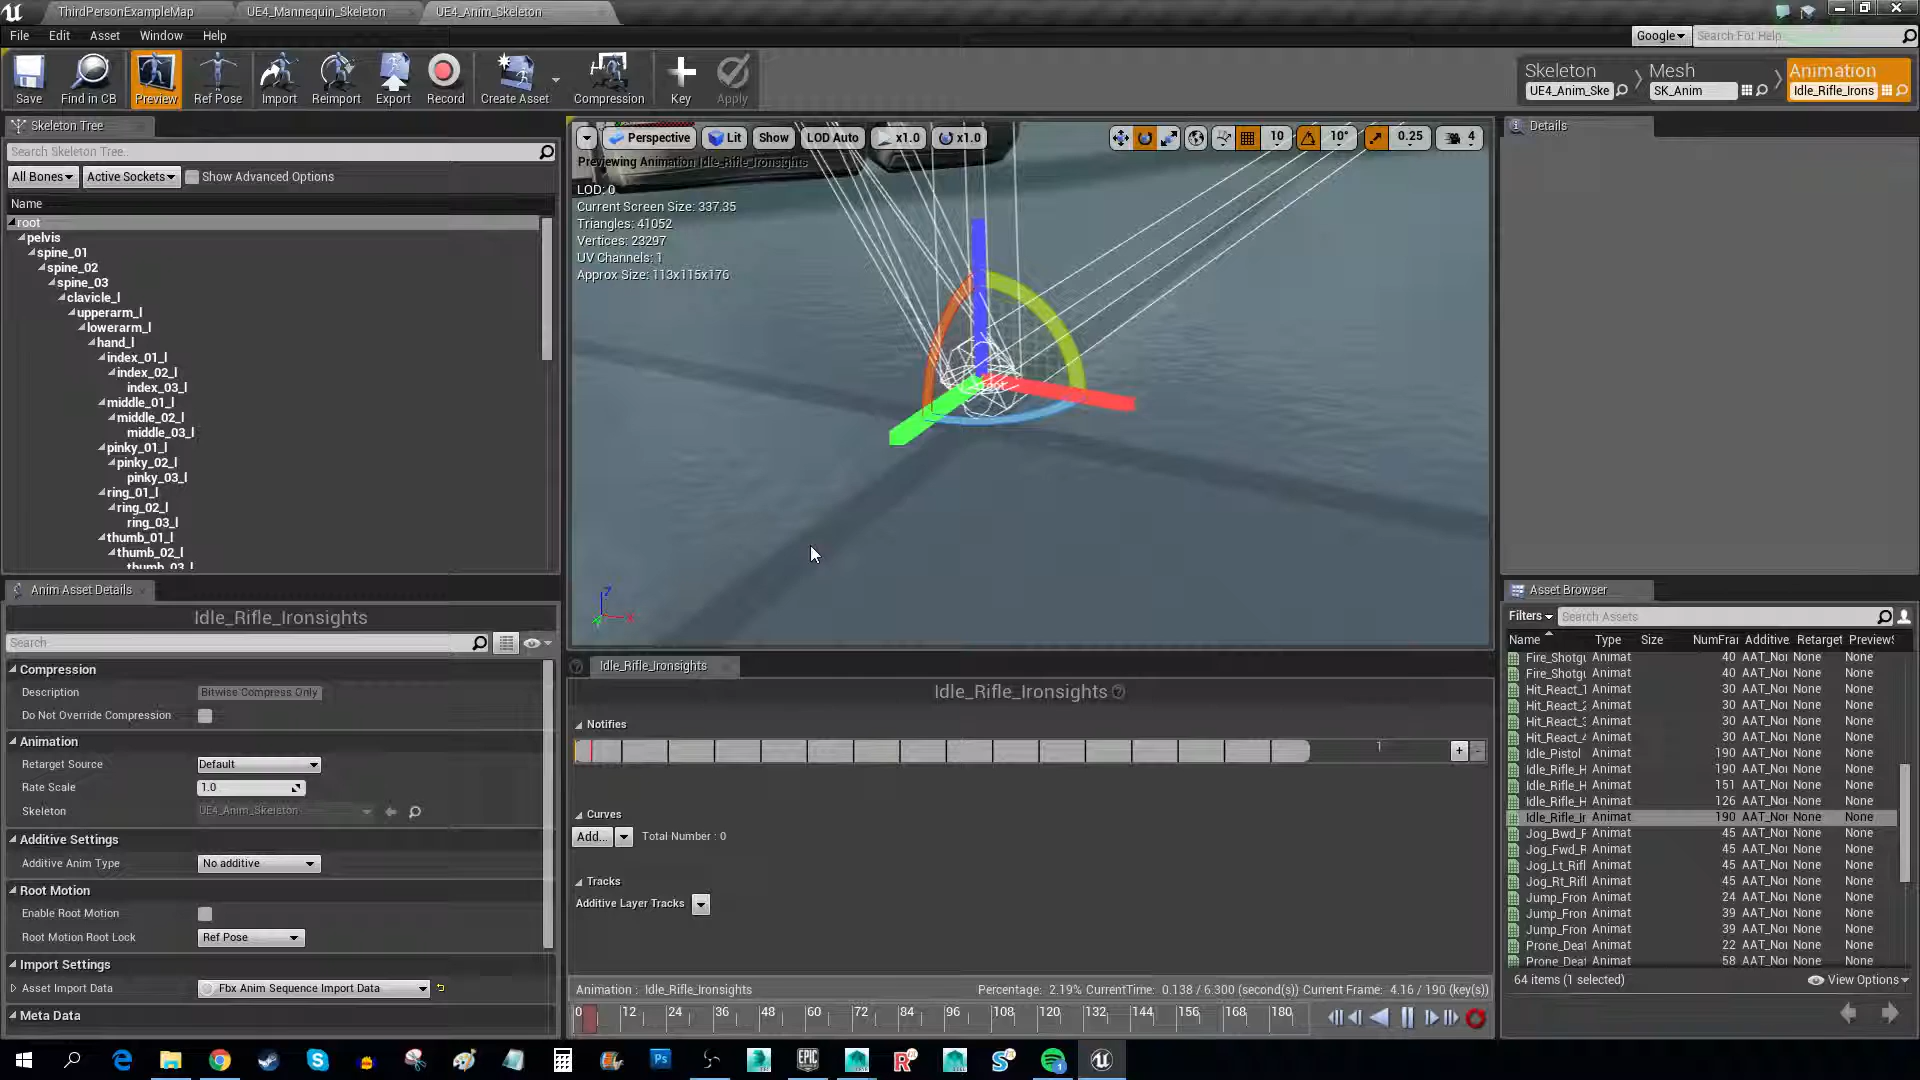 ThirdPersonExampleMap
UE4_Mannequin_Skeleton
UE4_Anim_Skeleton
File Edit Asset Window Help
Google
Search For Help
Save Find in CB Preview Ref Pose Import Reimport Export Record Create Asset Compression Key Apply
Skeleton Mesh Animation
UE4_Anim_Ske SK_Anim Idle_Rifle_Irons
Skeleton Tree
Search Skeleton Tree..
All Bones Active Sockets Show Advanced Options
Name
root
pelvis
spine_01
spine_02
spine_03
clavicle_l
upperarm_l
lowerarm_l
hand_l
index_01_l
index_02_l
index_03_l
middle_01_l
middle_02_l
middle_03_l
pinky_01_l
pinky_02_l
pinky_03_l
ring_01_l
ring_02_l
ring_03_l
thumb_01_l
thumb_02_l
thumb_03_l
Perspective Lit Show LOD Auto x1.0 x1.0
10 10° 0.25 4
Previewing Animation Idle_Rifle_Ironsights
LOD: 0
Current Screen Size: 337.35
Triangles: 41052
Vertices: 23297
UV Channels: 1
Approx Size: 113x115x176
root
Z
X
Details
Anim Asset Details
Idle_Rifle_Ironsights
Search
Compression
Description Bitwise Compress Only
Do Not Override Compression
Animation
Retarget Source Default
Rate Scale 1.0
Skeleton UE4_Anim_Skeleton
Additive Settings
Additive Anim Type No additive
Root Motion
Enable Root Motion
Root Motion Root Lock Ref Pose
Import Settings
Asset Import Data Fbx Anim Sequence Import Data
Meta Data
Idle_Rifle_Ironsights
Idle_Rifle_Ironsights
Notifies
1
Curves
Add... Total Number : 0
Tracks
Additive Layer Tracks
Animation : Idle_Rifle_Ironsights
Percentage: 2.19% CurrentTime: 0.138 / 6.300 (second(s)) Current Frame: 4.16 / 190 (key(s))
0 12 24 36 48 60 72 84 96 108 120 132 144 156 168 180
Asset Browser
Filters Search Assets
Name Type Size NumFrai Additive Retarget Preview
Fire_Shotgu Animat 40 AAT_Noi None None
Fire_Shotgu Animat 40 AAT_Noi None None
Hit_React_1 Animat 30 AAT_Noi None None
Hit_React_2 Animat 30 AAT_Noi None None
Hit_React_3 Animat 30 AAT_Noi None None
Hit_React_4 Animat 30 AAT_Noi None None
Idle_Pistol Animat 190 AAT_Noi None None
Idle_Rifle_H Animat 190 AAT_Noi None None
Idle_Rifle_H Animat 151 AAT_Noi None None
Idle_Rifle_H Animat 126 AAT_Noi None None
Idle_Rifle_Ir Animat 190 AAT_Noi None None
Jog_Bwd_F Animat 45 AAT_Noi None None
Jog_Fwd_R Animat 45 AAT_Noi None None
Jog_Lt_Rifl Animat 45 AAT_Noi None None
Jog_Rt_Rifl Animat 45 AAT_Noi None None
Jump_Fron Animat 24 AAT_Noi None None
Jump_Fron Animat 39 AAT_Noi None None
Jump_Fron Animat 39 AAT_Noi None None
Prone_Deat Animat 22 AAT_Noi None None
Prone_Deat Animat 58 AAT_Noi None None
64 items (1 selected) View Options
Ps
EPIC
GAMES